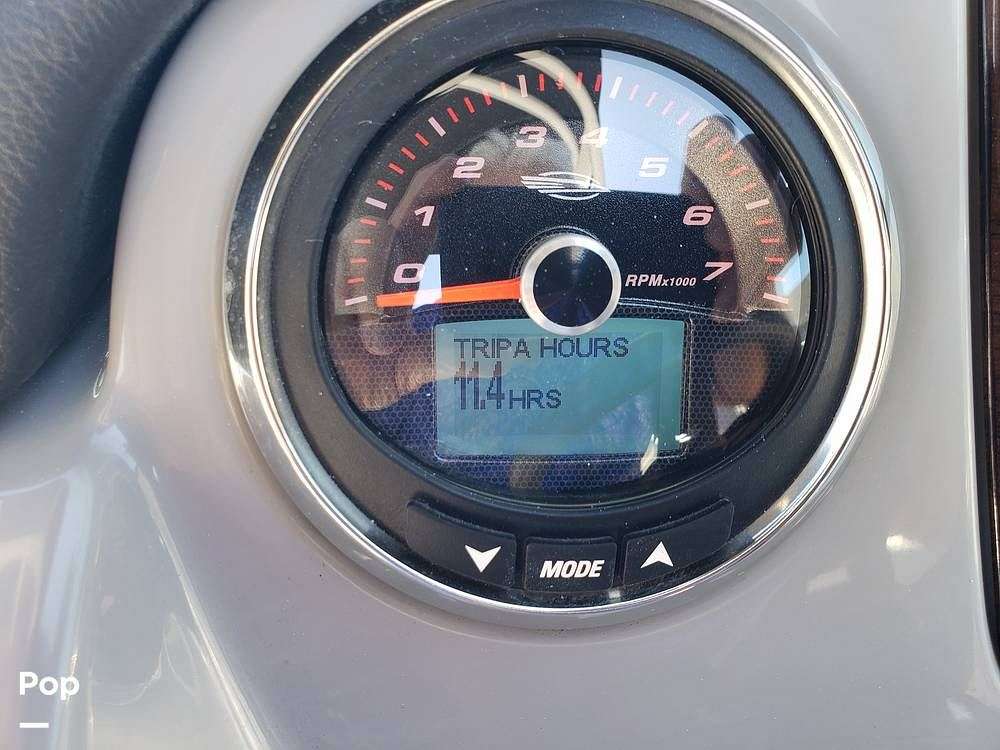 0 1 2 3 4 5 6 7
RPMx1000
TRIPA HOURS
11.4 HRS
MODE
Pop